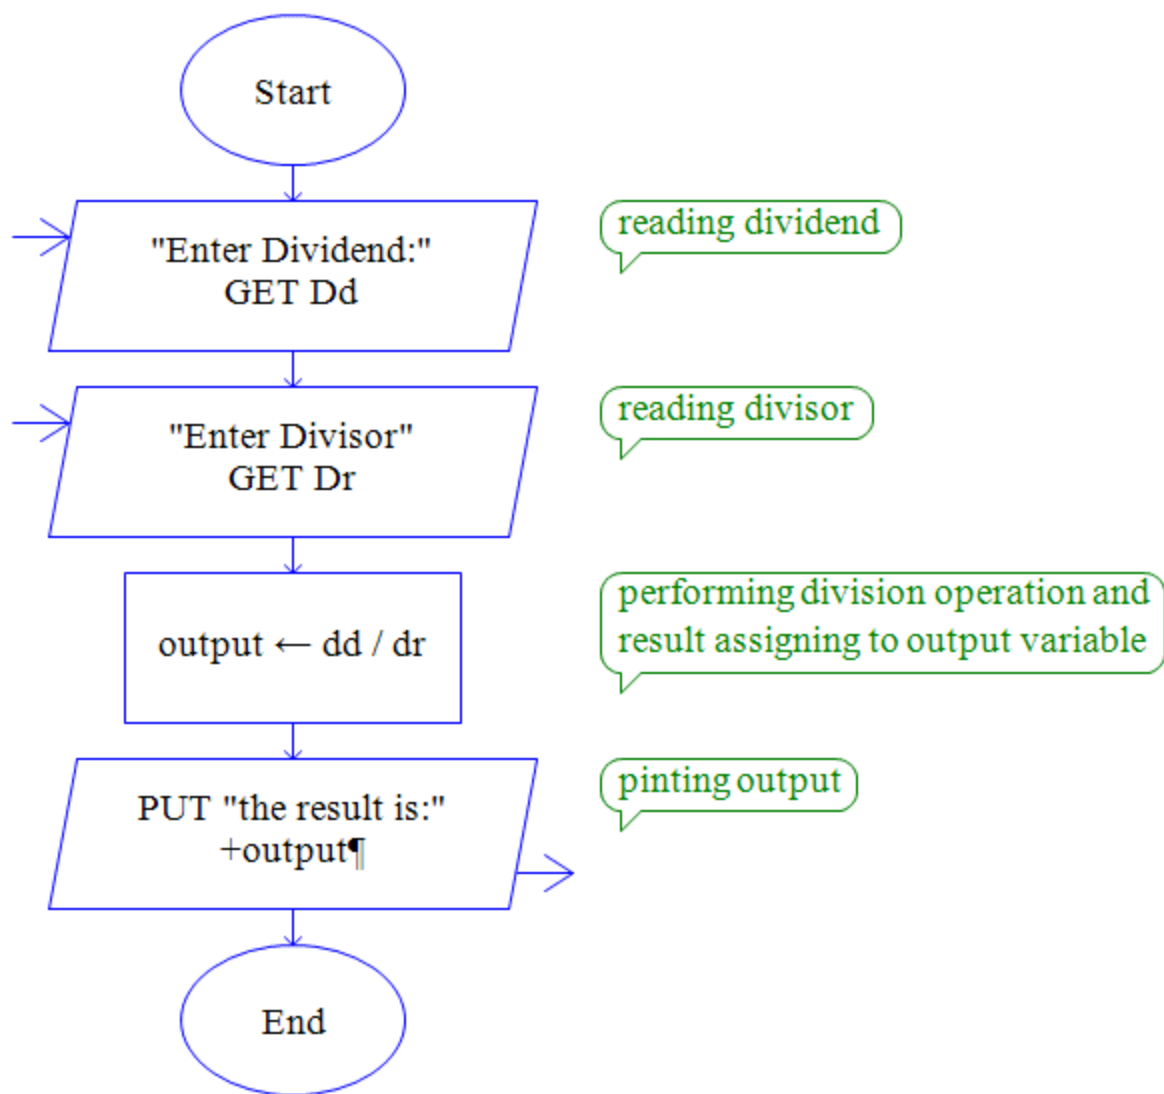 Start
"Enter Dividend:"
GET Dd
reading dividend
"Enter Divisor"
GET Dr
reading divisor
output ← dd / dr
performing division operation and
result assigning to output variable
PUT "the result is:"
+output¶
pinting output
End